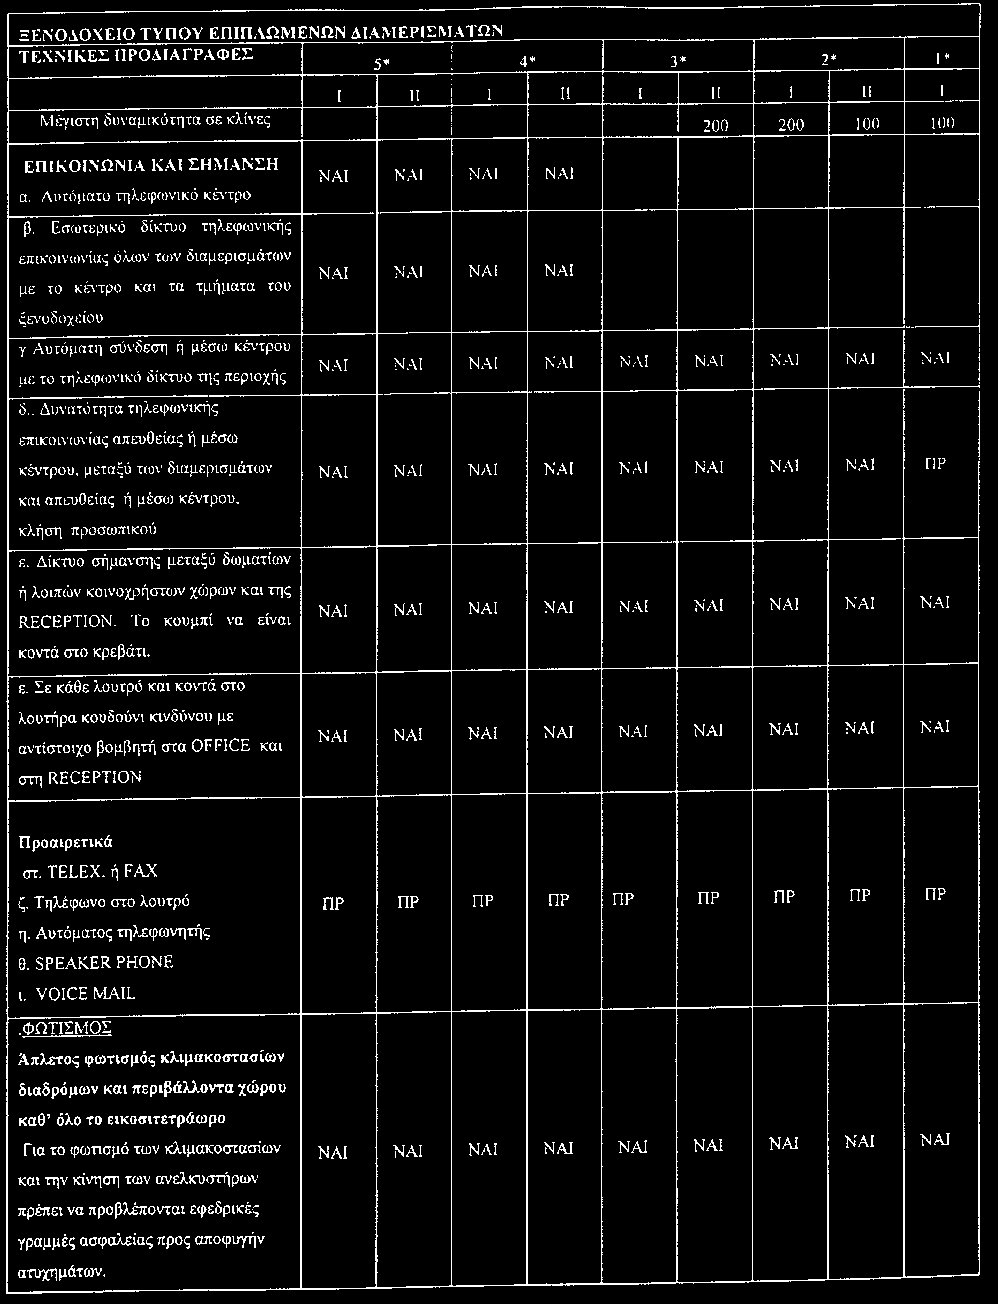 ΞΕΝΟΔΟΧΕΙΟ ΤΥΠΟΥ ΕΠΙΠΛΩΜΕΝΩΝ ΔΙΑΜΕΡΙΣΜΑΤΩΝ
ΤΕΧΝΙΚΕΣ ΠΡΟΔΙΑΓΡΑΦΕΣ 5* 4* 3* 2* 1*
I II I II I II I II I
Μέγιστη δυναμικότητα σε κλίνες 200 200 100 100
ΕΠΙΚΟΙΝΩΝΙΑ ΚΑΙ ΣΗΜΑΝΣΗ
α. Αυτόματο τηλεφωνικό κέντρο
ΝΑΙ ΝΑΙ ΝΑΙ ΝΑΙ
β. Εσωτερικό δίκτυο τηλεφωνικής
επικοινωνίας όλων των διαμερισμάτων
με το κέντρο και τα τμήματα του
ξενοδοχείου
ΝΑΙ ΝΑΙ ΝΑΙ ΝΑΙ
γ Αυτόματη σύνδεση ή μέσω κέντρου
με το τηλεφωνικό δίκτυο της περιοχής
ΝΑΙ ΝΑΙ ΝΑΙ ΝΑΙ ΝΑΙ ΝΑΙ ΝΑΙ ΝΑΙ ΝΑΙ
δ.. Δυνατότητα τηλεφωνικής
επικοινωνίας απευθείας ή μέσω
κέντρου, μεταξύ των διαμερισμάτων
και απευθείας ή μέσω κέντρου,
κλήση προσωπικού
ΝΑΙ ΝΑΙ ΝΑΙ ΝΑΙ ΝΑΙ ΝΑΙ ΝΑΙ ΝΑΙ ΠΡ
ε. Δίκτυο σήμανσης μεταξύ δωματίων
ή λοιπών κοινοχρήστων χώρων και της
RECEPTION. Το κουμπί να είναι
κοντά στο κρεβάτι.
ΝΑΙ ΝΑΙ ΝΑΙ ΝΑΙ ΝΑΙ ΝΑΙ ΝΑΙ ΝΑΙ ΝΑΙ
ε. Σε κάθε λουτρό και κοντά στο
λουτήρα κουδούνι κινδύνου με
αντίστοιχο βομβητή στα OFFICE και
στη RECEPTION
ΝΑΙ ΝΑΙ ΝΑΙ ΝΑΙ ΝΑΙ ΝΑΙ ΝΑΙ ΝΑΙ ΝΑΙ
Προαιρετικά
στ. TELEX. ή FAX
ζ. Τηλέφωνο στο λουτρό
η. Αυτόματος τηλεφωνητής
θ. SPEAKER PHONE
ι. VOICE MAIL
ΠΡ ΠΡ ΠΡ ΠΡ ΠΡ ΠΡ ΠΡ ΠΡ ΠΡ
.ΦΩΤΙΣΜΟΣ
Άπλετος φωτισμός κλιμακοστασίων
διαδρόμων και περιβάλλοντα χώρου
καθ' όλο το εικοσιτετράωρο
Για το φωτισμό των κλιμακοστασίων
και την κίνηση των ανελκυστήρων
πρέπει να προβλέπονται εφεδρικές
γραμμές ασφαλείας προς αποφυγήν
ατυχημάτων.
ΝΑΙ ΝΑΙ ΝΑΙ ΝΑΙ ΝΑΙ ΝΑΙ ΝΑΙ ΝΑΙ ΝΑΙ